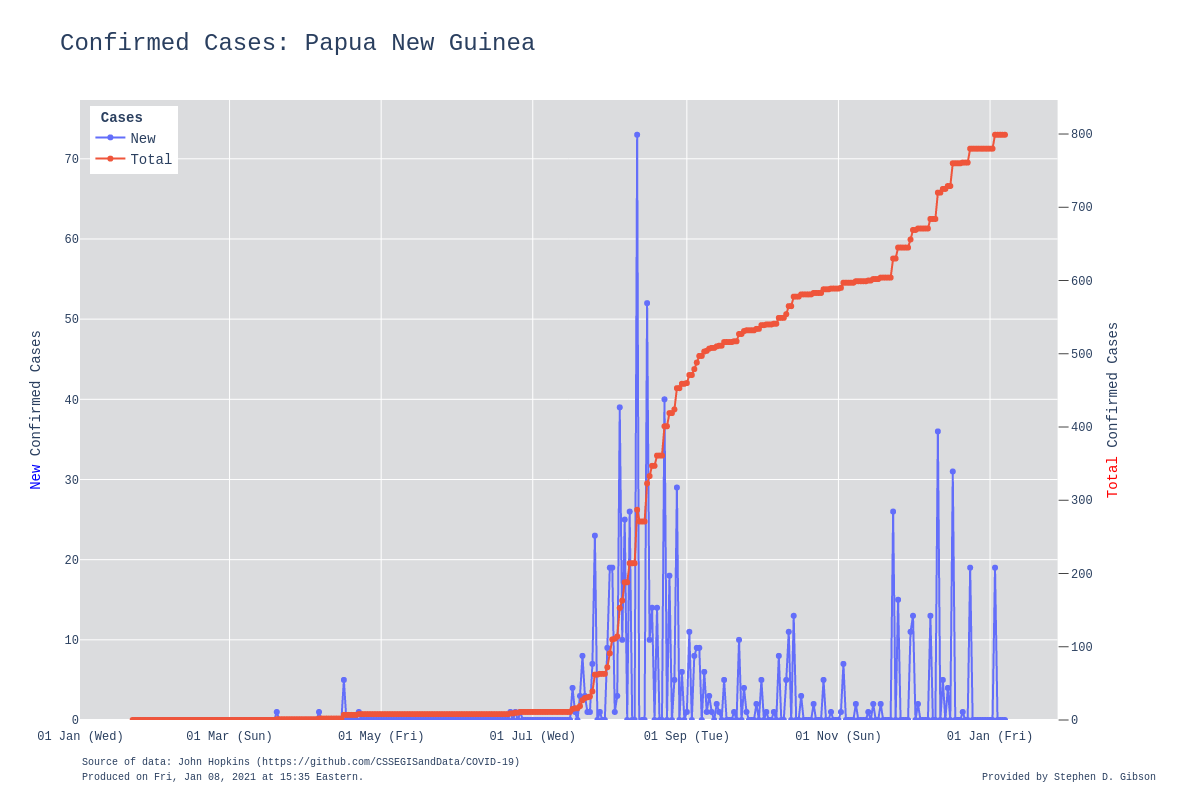 Confirmed Cases: Papua New Guinea
Cases
New
Total
70
60
50
40
30
20
10
0
New Confirmed Cases
800
700
600
500
400
300
200
100
0
Total Confirmed Cases
01 Jan (Wed) 01 Mar (Sun) 01 May (Fri) 01 Jul (Wed) 01 Sep (Tue) 01 Nov (Sun) 01 Jan (Fri)
Source of data: John Hopkins (https://github.com/CSSEGISandData/COVID-19)
Produced on Fri, Jan 08, 2021 at 15:35 Eastern.
Provided by Stephen D. Gibson